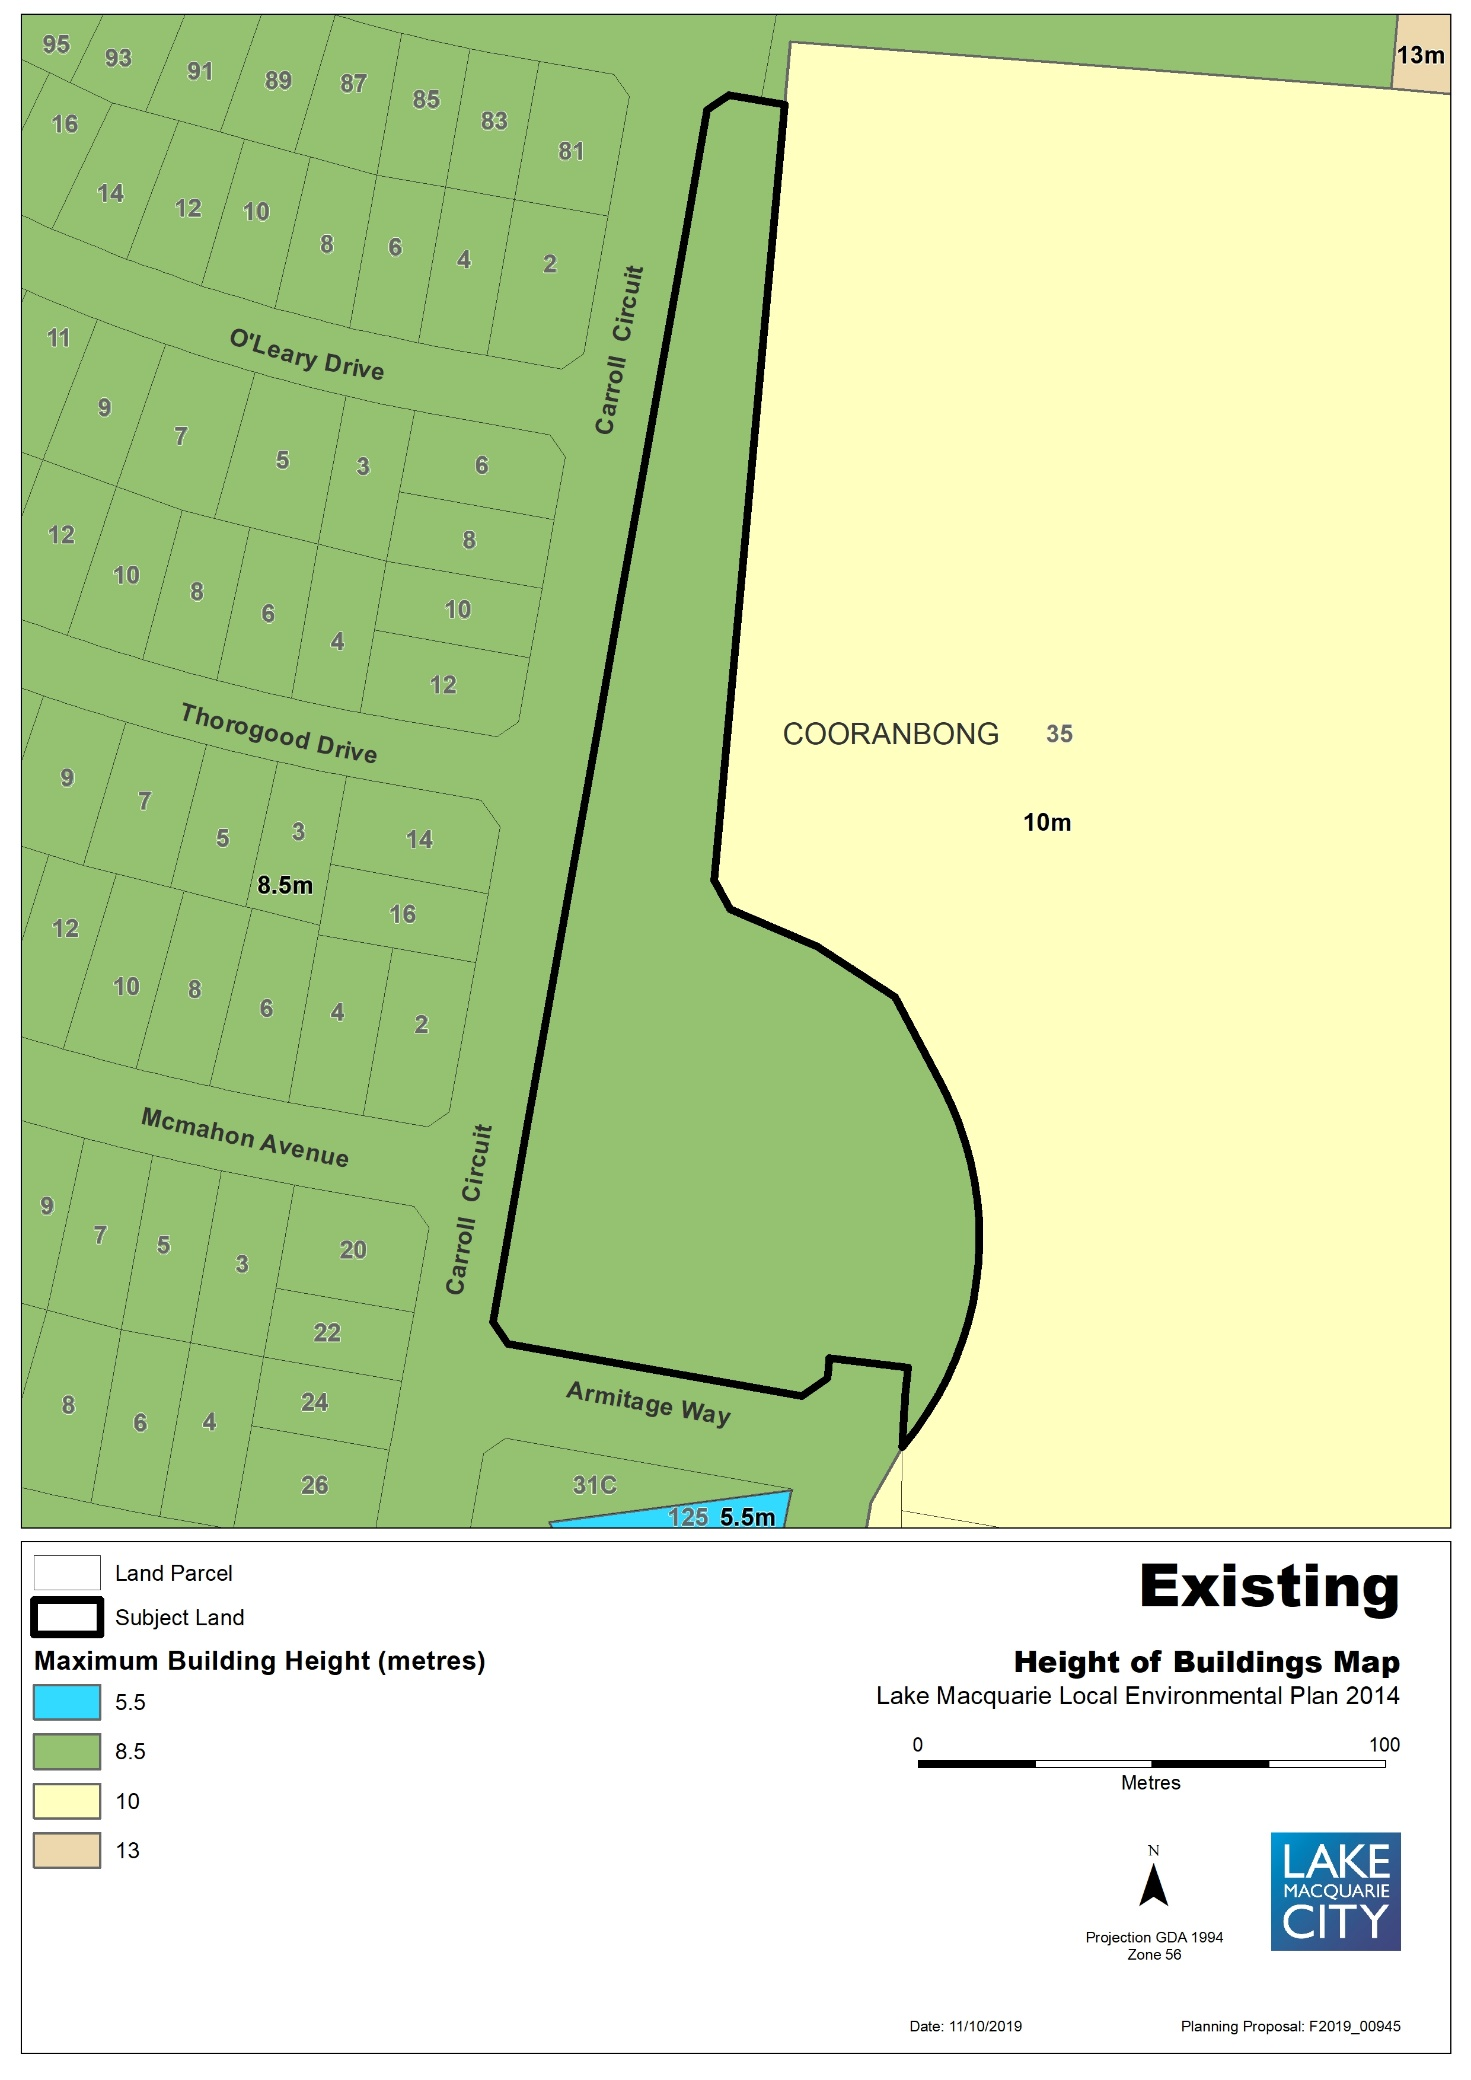 95
93
91
89
87
85
83
81
13m
16
14
12
10
8
6
4
2
Carroll Circuit
O'Leary Drive
11
9
7
5
3
6
8
12
10
8
6
4
10
12
Thorogood Drive
COORANBONG 35
10m
9
7
5
3
14
8.5m
16
12
10
8
6
4
2
Mcmahon Avenue
Carroll Circuit
9
7
5
3
20
22
8
6
4
24
26
Armitage Way
31C
125 5.5m
Land Parcel
Subject Land
Maximum Building Height (metres)
5.5
8.5
10
13
Existing
Height of Buildings Map
Lake Macquarie Local Environmental Plan 2014
0 100
Metres
N
Projection GDA 1994
Zone 56
LAKE
MACQUARIE
CITY
Date: 11/10/2019 Planning Proposal: F2019_00945